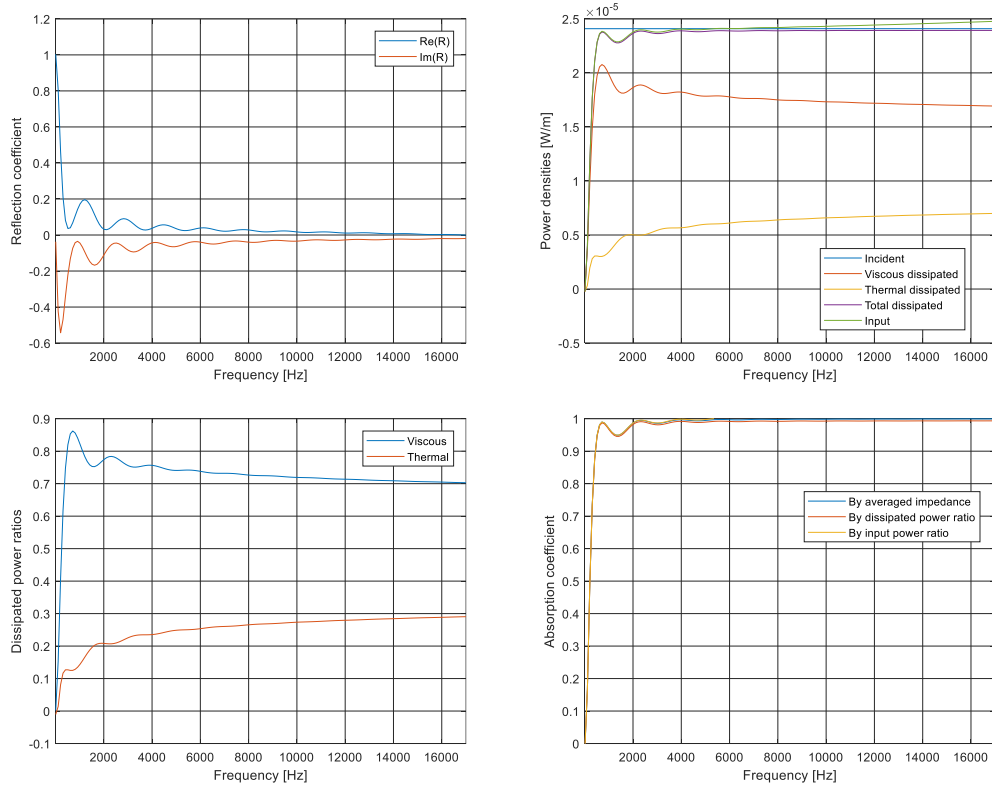 1.2
1
0.8
0.6
0.4
0.2
0
-0.2
-0.4
-0.6
Reflection coefficient
Re(R)
Im(R)
2000 4000 6000 8000 10000 12000 14000 16000
Frequency [Hz]
×10⁻⁵
2.5
2
1.5
1
0.5
0
-0.5
Power densities [W/m]
Incident
Viscous dissipated
Thermal dissipated
Total dissipated
Input
2000 4000 6000 8000 10000 12000 14000 16000
Frequency [Hz]
0.9
0.8
0.7
0.6
0.5
0.4
0.3
0.2
0.1
0
-0.1
Dissipated power ratios
Viscous
Thermal
2000 4000 6000 8000 10000 12000 14000 16000
Frequency [Hz]
1
0.9
0.8
0.7
0.6
0.5
0.4
0.3
0.2
0.1
0
Absorption coefficient
By averaged impedance
By dissipated power ratio
By input power ratio
2000 4000 6000 8000 10000 12000 14000 16000
Frequency [Hz]